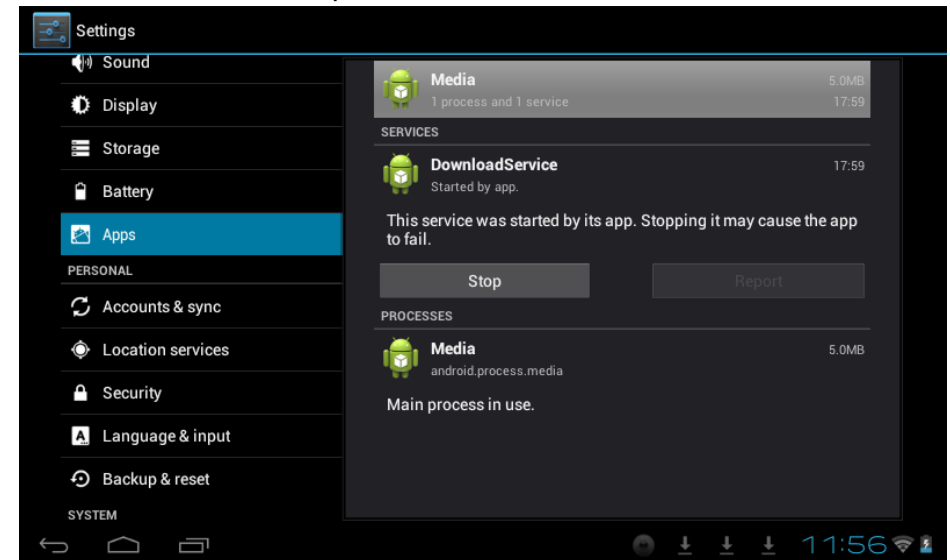 Settings
Sound
Display
Storage
Battery
Apps
PERSONAL
Accounts & sync
Location services
Security
Language & input
Backup & reset
SYSTEM
Media 5.0MB
1 process and 1 service 17:59
SERVICES
DownloadService 17:59
Started by app.
This service was started by its app. Stopping it may cause the app
to fail.
Stop Report
PROCESSES
Media 5.0MB
android.process.media
Main process in use.
11:56